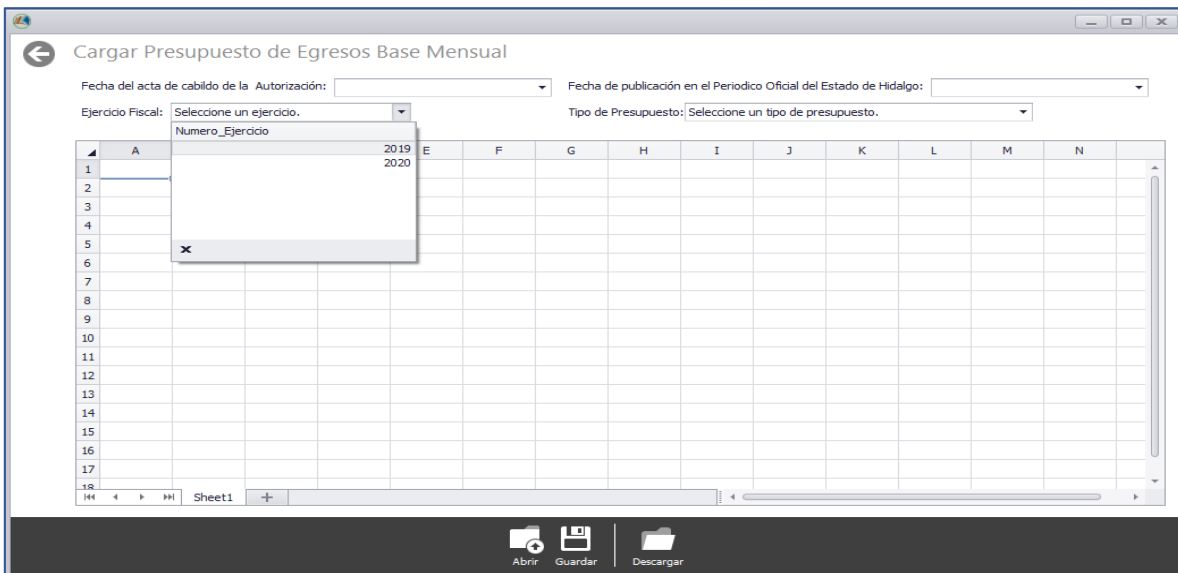 Cargar Presupuesto de Egresos Base Mensual
Fecha del acta de cabildo de la Autorización: Fecha de publicación en el Periodico Oficial del Estado de Hidalgo:
Ejercicio Fiscal: Seleccione un ejercicio. Tipo de Presupuesto: Seleccione un tipo de presupuesto.
Numero_Ejercicio
A 2019 E F G H I J K L M N
1 2020
2
3
4
5
6
7
8
9
10
11
12
13
14
15
16
17
18
Sheet1
Abrir Guardar Descargar